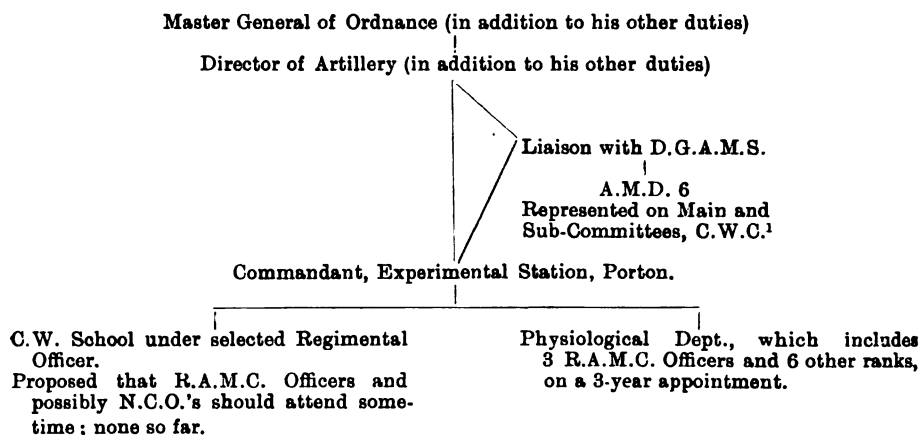 Master General of Ordnance (in addition to his other duties)
Director of Artillery (in addition to his other duties)
Liaison with D.G.A.M.S.
A.M.D. 6
Represented on Main and
Sub-Committees, C.W.C.¹
Commandant, Experimental Station, Porton.
C.W. School under selected Regimental
Officer.
Proposed that R.A.M.C. Officers and
possibly N.C.O.'s should attend some-
time; none so far.
Physiological Dept., which includes
3 R.A.M.C. Officers and 6 other ranks,
on a 3-year appointment.